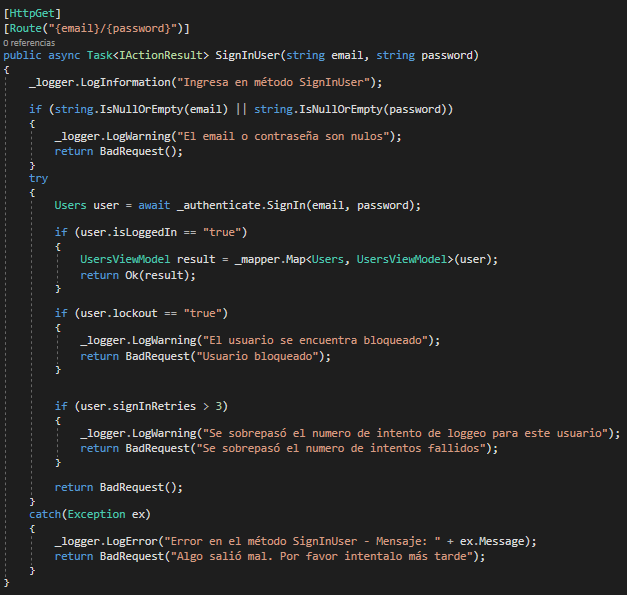 [HttpGet]
[Route("{email}/{password}")]
0 referencias
public async Task<IActionResult> SignInUser(string email, string password)
{
_logger.LogInformation("Ingresa en método SignInUser");
if (string.IsNullOrEmpty(email) || string.IsNullOrEmpty(password))
{
_logger.LogWarning("El email o contraseña son nulos");
return BadRequest();
}
try
{
Users user = await _authenticate.SignIn(email, password);
if (user.isLoggedIn == "true")
{
UsersViewModel result = _mapper.Map<Users, UsersViewModel>(user);
return Ok(result);
}
if (user.lockout == "true")
{
_logger.LogWarning("El usuario se encuentra bloqueado");
return BadRequest("Usuario bloqueado");
}
if (user.signInRetries > 3)
{
_logger.LogWarning("Se sobrepasó el numero de intento de loggeo para este usuario");
return BadRequest("Se sobrepasó el numero de intentos fallidos");
}
return BadRequest();
}
catch(Exception ex)
{
_logger.LogError("Error en el método SignInUser - Mensaje: " + ex.Message);
return BadRequest("Algo salió mal. Por favor intentalo más tarde");
}
}